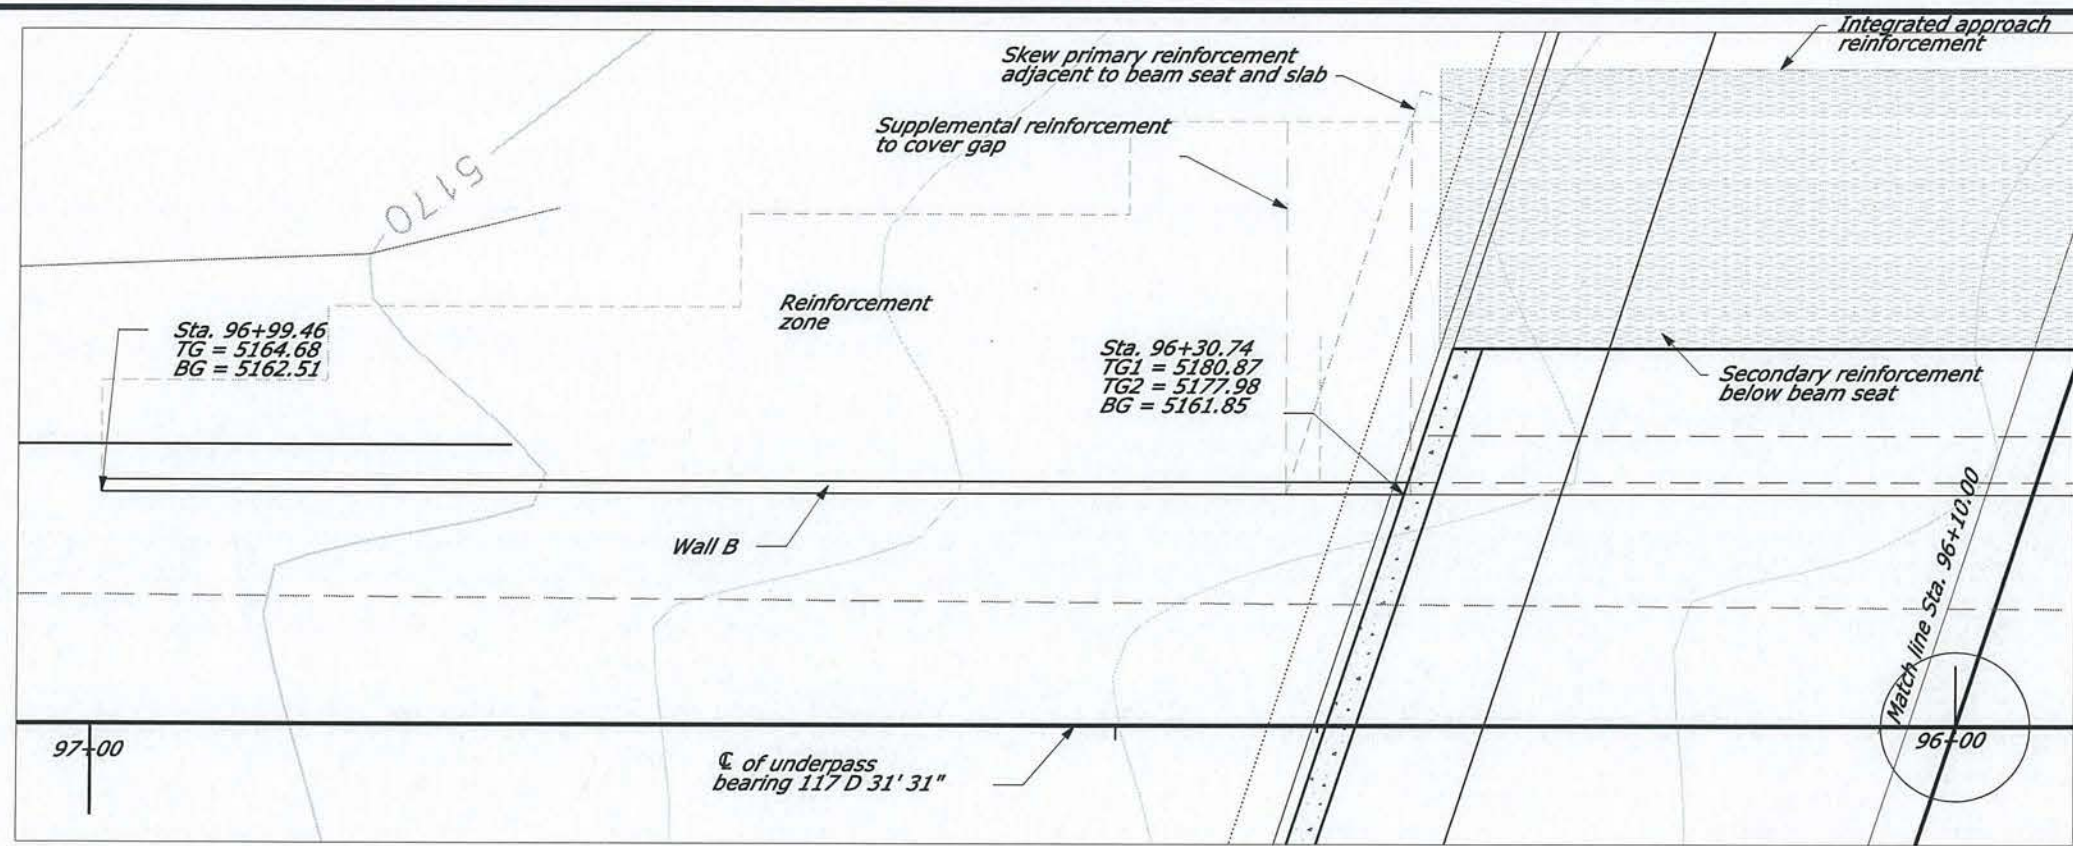 Integrated approach
reinforcement
Skew primary reinforcement
adjacent to beam seat and slab
Supplemental reinforcement
to cover gap
5170
Reinforcement
zone
Sta. 96+99.46
TG = 5164.68
BG = 5162.51
Sta. 96+30.74
TG1 = 5180.87
TG2 = 5177.98
BG = 5161.85
Secondary reinforcement
below beam seat
Wall B
Match line Sta. 96+10.00
97+00
℄ of underpass
bearing 117 D 31' 31"
96+00